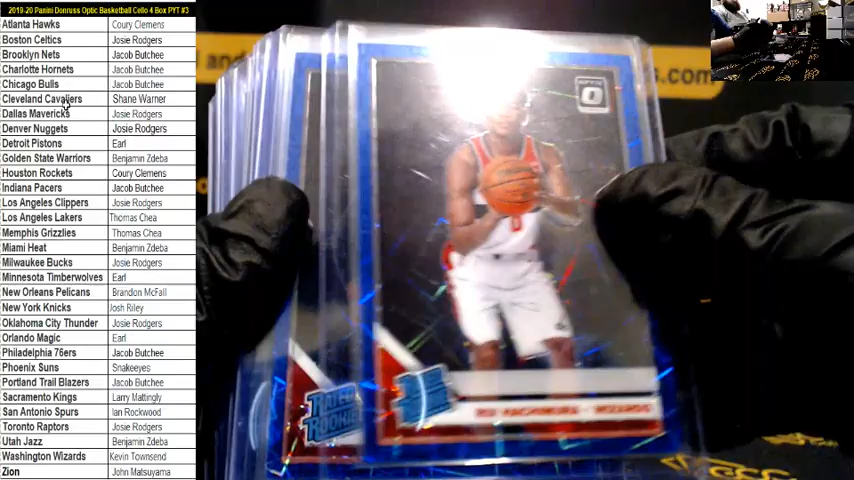 2019-20 Panini Donruss Optic Basketball Cello 4 Box PYT #3
Atlanta Hawks Coury Clemens
Boston Celtics Josie Rodgers
Brooklyn Nets Jacob Butchee
Charlotte Hornets Jacob Butchee
Chicago Bulls Jacob Butchee
Cleveland Cavaliers Shane Warner
Dallas Mavericks Josie Rodgers
Denver Nuggets Josie Rodgers
Detroit Pistons Earl
Golden State Warriors Benjamin Zdeba
Houston Rockets Coury Clemens
Indiana Pacers Jacob Butchee
Los Angeles Clippers Josie Rodgers
Los Angeles Lakers Thomas Chea
Memphis Grizzlies Thomas Chea
Miami Heat Benjamin Zdeba
Milwaukee Bucks Josie Rodgers
Minnesota Timberwolves Earl
New Orleans Pelicans Brandon McFall
New York Knicks Josh Riley
Oklahoma City Thunder Josie Rodgers
Orlando Magic Earl
Philadelphia 76ers Jacob Butchee
Phoenix Suns Snakeeyes
Portland Trail Blazers Jacob Butchee
Sacramento Kings Larry Mattingly
San Antonio Spurs Ian Rockwood
Toronto Raptors Josie Rodgers
Utah Jazz Benjamin Zdeba
Washington Wizards Kevin Townsend
Zion John Matsuyama
OPTIC
RATED ROOKIE
RATED ROOKIE
RUI HACHIMURA - WIZARDS
s.com